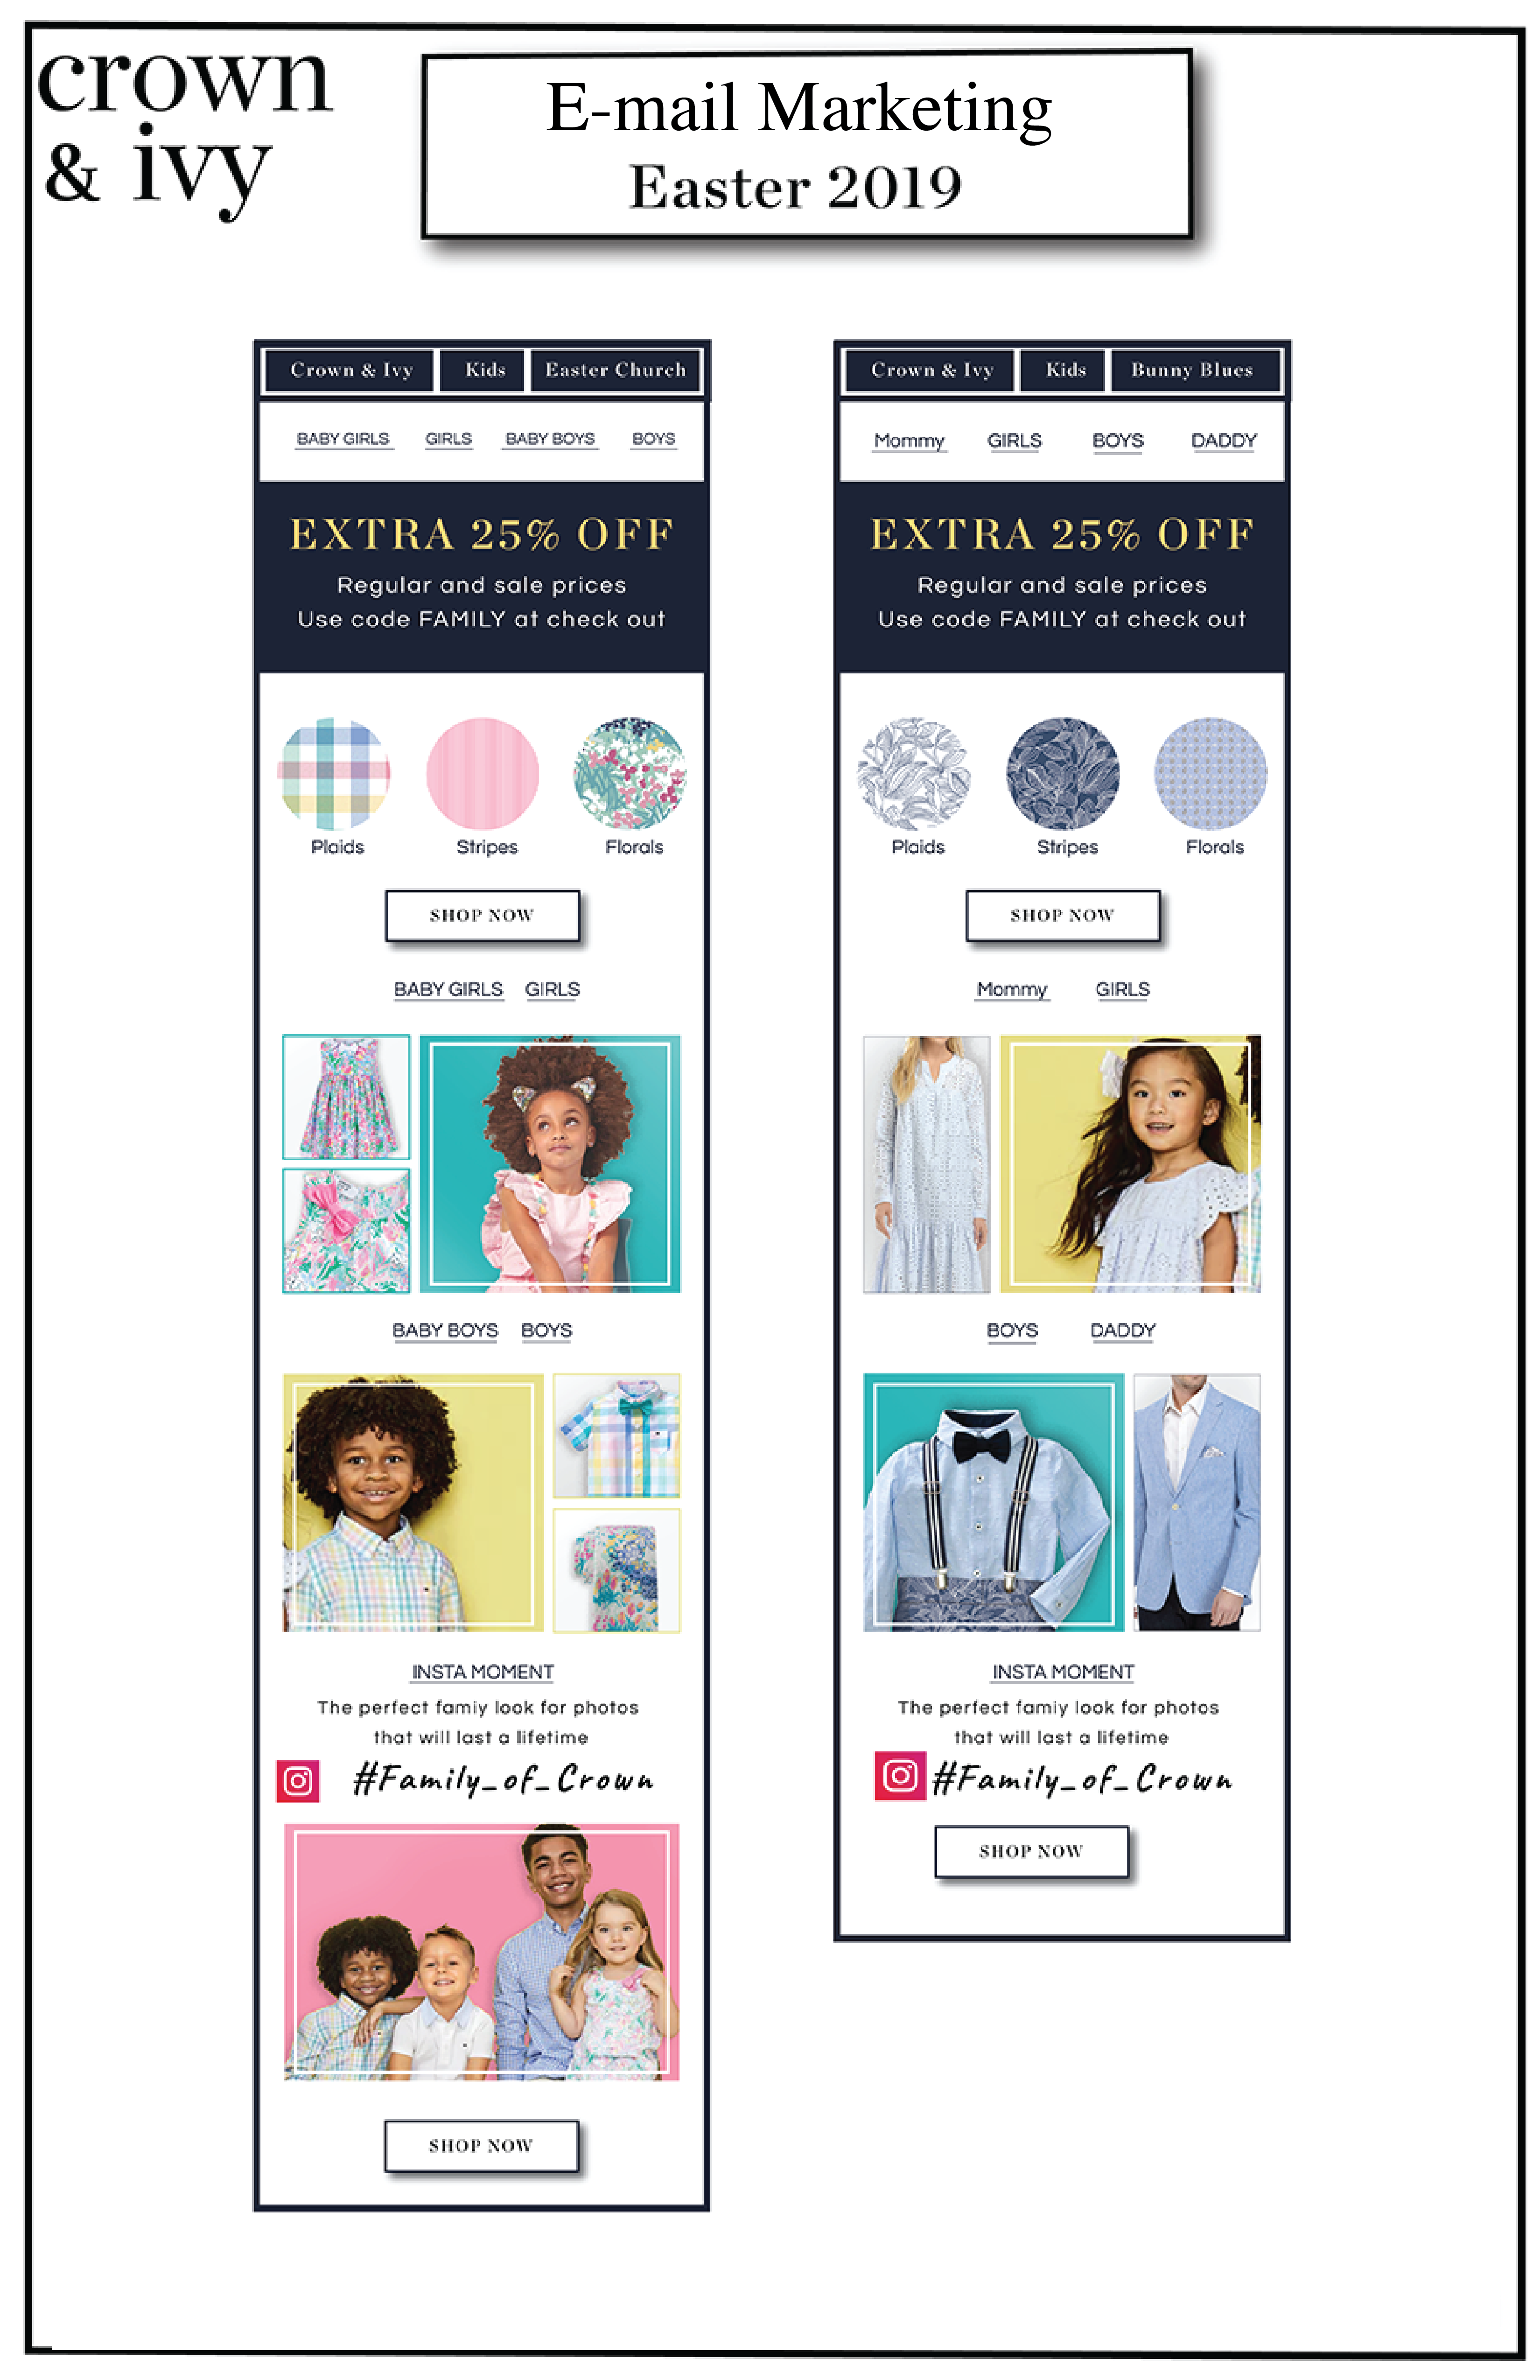 crown
& ivy
E-mail Marketing
Easter 2019
Crown & Ivy Kids Easter Church
BABY GIRLS GIRLS BABY BOYS BOYS
EXTRA 25% OFF
Regular and sale prices
Use code FAMILY at check out
Plaids Stripes Florals
SHOP NOW
BABY GIRLS GIRLS
BABY BOYS BOYS
INSTA MOMENT
The perfect famiy look for photos
that will last a lifetime
#Family_of_Crown
SHOP NOW
Crown & Ivy Kids Bunny Blues
Mommy GIRLS BOYS DADDY
EXTRA 25% OFF
Regular and sale prices
Use code FAMILY at check out
Plaids Stripes Florals
SHOP NOW
Mommy GIRLS
BOYS DADDY
INSTA MOMENT
The perfect famiy look for photos
that will last a lifetime
#Family_of_Crown
SHOP NOW